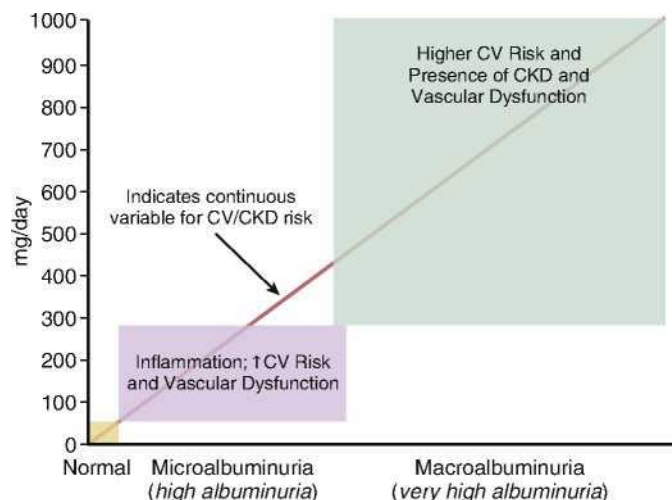 1000
900
800
700
600
500
400
300
200
100
0
mg/day
Higher CV Risk and
Presence of CKD and
Vascular Dysfunction
Indicates continuous
variable for CV/CKD risk
Inflammation; ↑CV Risk
and Vascular Dysfunction
Normal
Microalbuminuria
(high albuminuria)
Macroalbuminuria
(very high albuminuria)